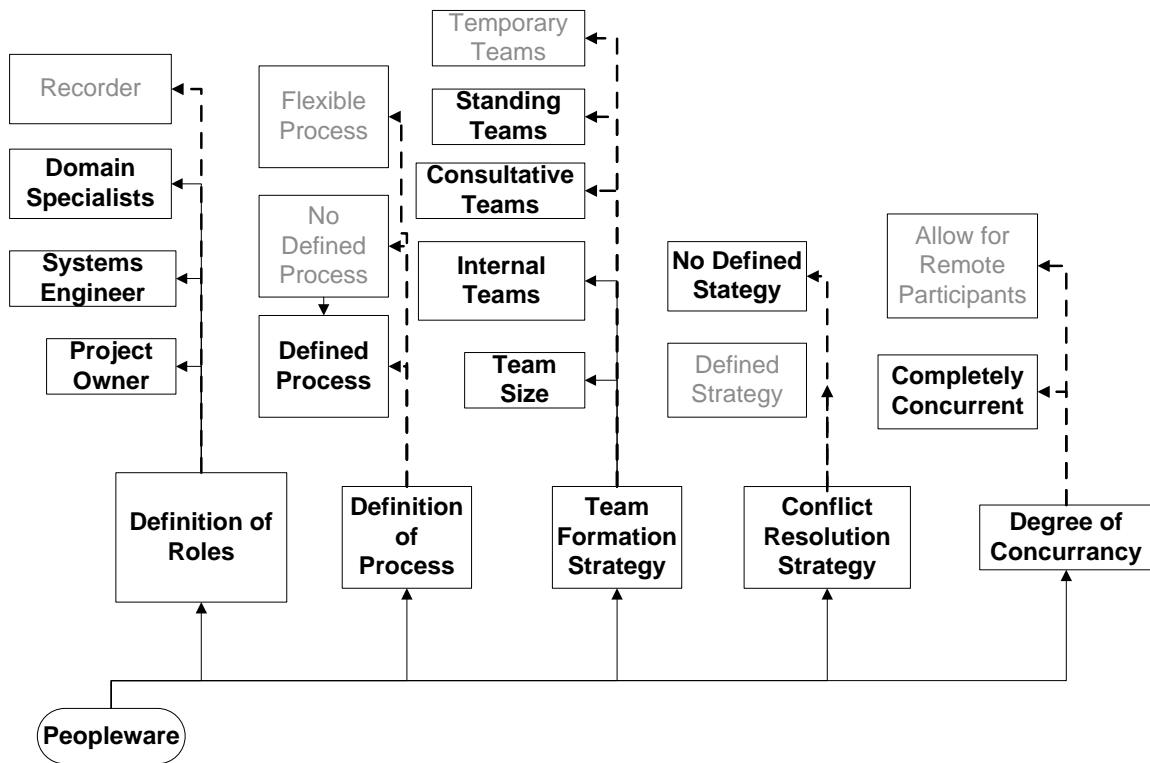 Temporary
Teams
Recorder
Flexible
Process
Standing
Teams
Domain
Specialists
Consultative
Teams
No
Defined
Process
Allow for
Remote
Participants
Systems
Engineer
Internal
Teams
No Defined
Stategy
Project
Owner
Defined
Process
Team
Size
Defined
Strategy
Completely
Concurrent
Definition of
Roles
Definition
of
Process
Team
Formation
Strategy
Conflict
Resolution
Strategy
Degree of
Concurrancy
Peopleware